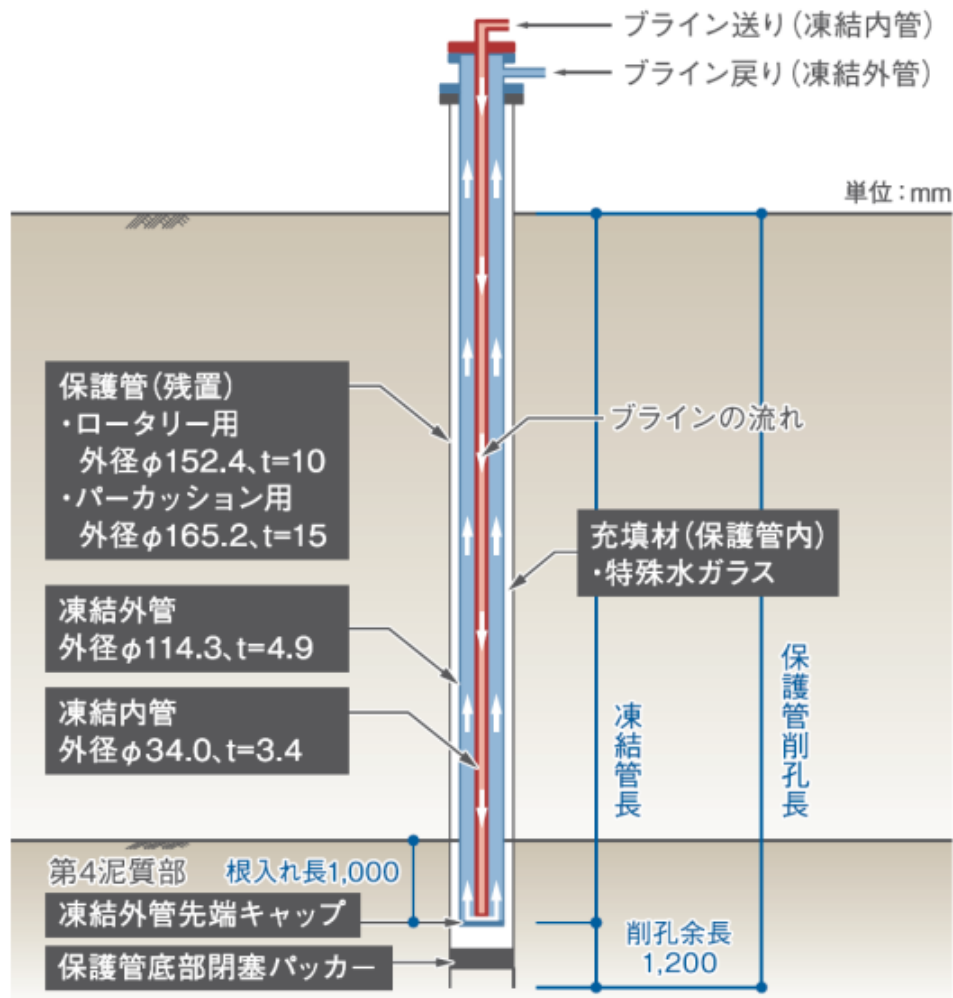 ブライン送り（凍結内管）
ブライン戻り（凍結外管）
単位：mm
保護管（残置）
・ロータリー用
外径φ152.4、t=10
・パーカッション用
外径φ165.2、t=15
ブラインの流れ
充填材（保護管内）
・特殊水ガラス
凍結外管
外径φ114.3、t=4.9
凍結内管
外径φ34.0、t=3.4
凍結管長
保護管削孔長
第4泥質部
根入れ長1,000
凍結外管先端キャップ
削孔余長
1,200
保護管底部閉塞パッカー